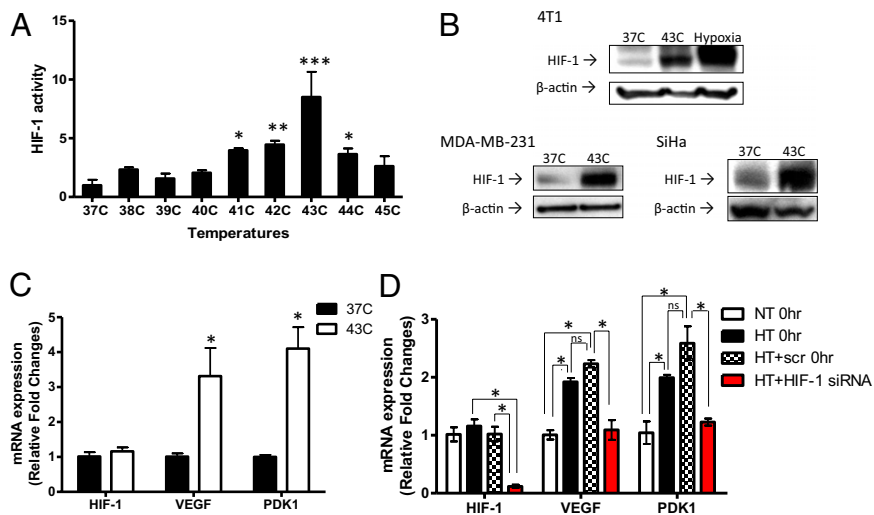 A
HIF-1 activity
15
10
5
0
***
*
**
*
37C 38C 39C 40C 41C 42C 43C 44C 45C
Temperatures
B
4T1
37C 43C Hypoxia
HIF-1 →
β-actin →
MDA-MB-231
37C 43C
HIF-1 →
β-actin →
SiHa
37C 43C
HIF-1 →
β-actin →
C
mRNA expression
(Relative Fold Changes)
5
4
3
2
1
0
* *
37C
43C
HIF-1 VEGF PDK1
D
mRNA expression
(Relative Fold Changes)
3
2
1
0
* *
* ns * *
* ns * *
NT 0hr
HT 0hr
HT+scr 0hr
HT+HIF-1 siRNA
HIF-1 VEGF PDK1